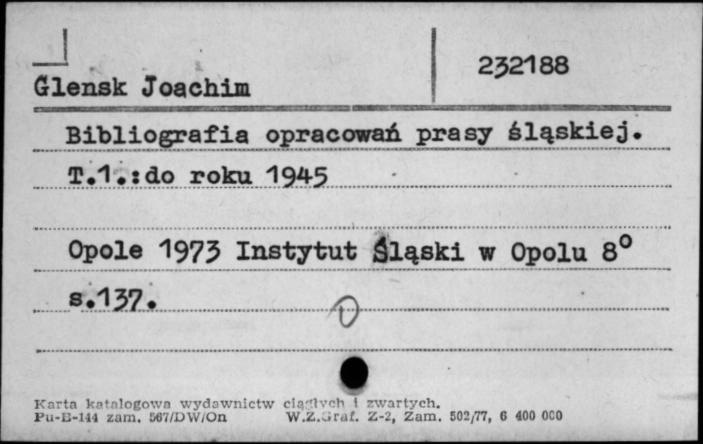 232188
Glensk Joachim
Bibliografia opracowań prasy śląskiej.
T.1.:do roku 1945
Opole 1973 Instytut Śląski w Opolu 8°
s.137.
Karta katalogowa wydawnictw ciągłych i zwartych.
Pu-B-144 zam. 567/DW/On W.Z.Graf. Z-2, Zam. 502/77, 6 400 000